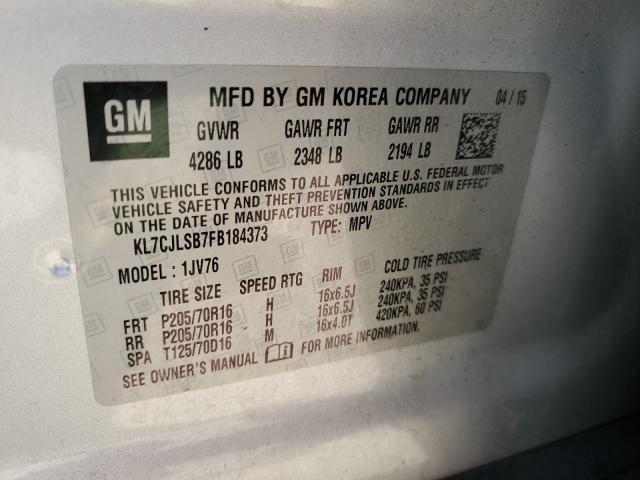 GM
MFD BY GM KOREA COMPANY 04 / 15
GVWR GAWR FRT GAWR RR
4286 LB 2348 LB 2194 LB
THIS VEHICLE CONFORMS TO ALL APPLICABLE U.S. FEDERAL MOTOR
VEHICLE SAFETY AND THEFT PREVENTION STANDARDS IN EFFECT
ON THE DATE OF MANUFACTURE SHOWN ABOVE.
KL7CJLSB7FB184373 TYPE: MPV
MODEL : 1JV76
TIRE SIZE SPEED RTG RIM COLD TIRE PRESSURE
FRT P205/70R16 H 16x6.5J 240KPA, 35 PSI
RR P205/70R16 H 16x6.5J 240KPA, 35 PSI
SPA T125/70D16 M 16x4.0T 420KPA, 60 PSI
SEE OWNER'S MANUAL FOR MORE INFORMATION.